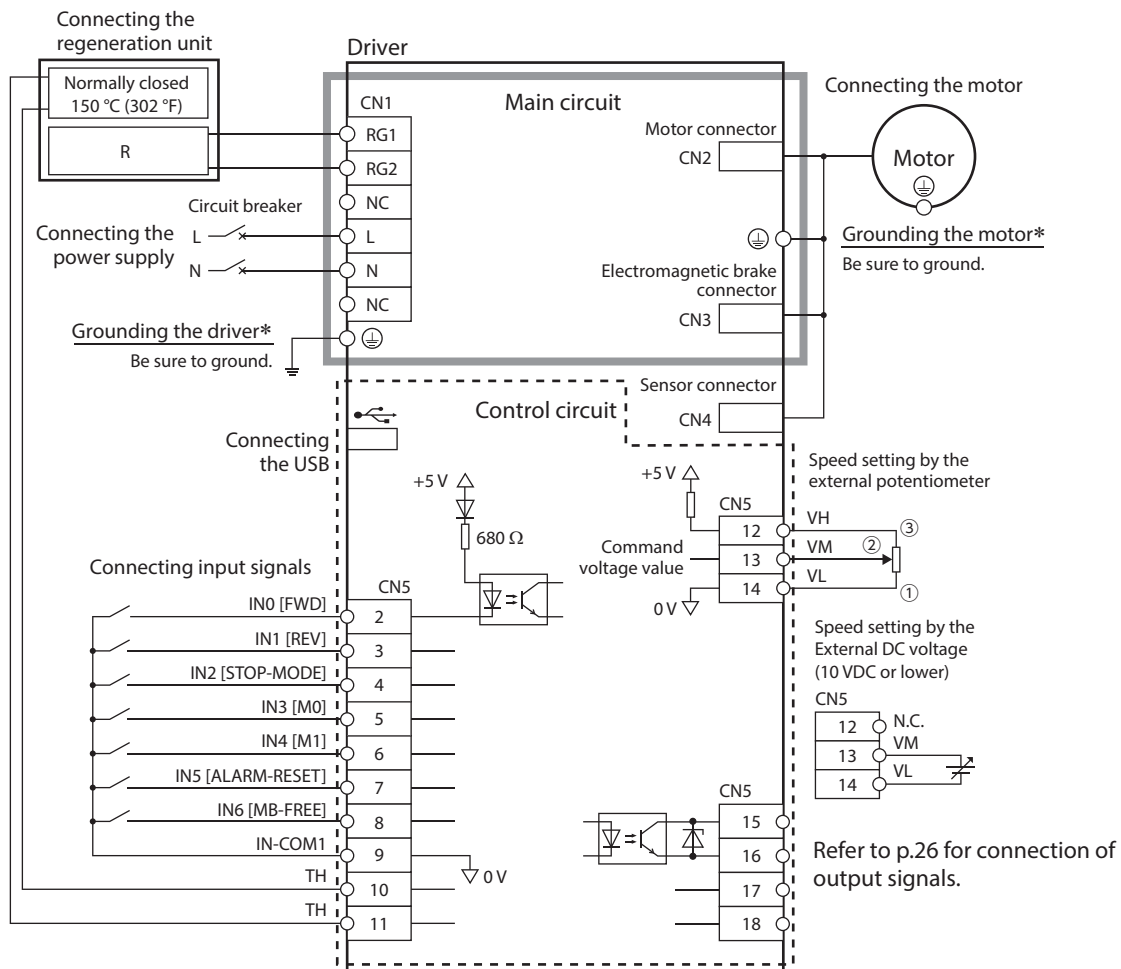 Connecting the
regeneration unit
Normally closed
150 °C (302 °F)
R
Driver
Main circuit
CN1
RG1
RG2
NC
L
N
NC
Circuit breaker
Connecting the
power supply
L
N
Grounding the driver*
Be sure to ground.
Motor connector
CN2
Electromagnetic brake
connector
CN3
Connecting the motor
Motor
Grounding the motor*
Be sure to ground.
Sensor connector
CN4
Control circuit
Connecting
the USB
+5 V
680 Ω
Connecting input signals
CN5
IN0 [FWD]
2
IN1 [REV]
3
IN2 [STOP-MODE]
4
IN3 [M0]
5
IN4 [M1]
6
IN5 [ALARM-RESET]
7
IN6 [MB-FREE]
8
IN-COM1
9
0 V
TH
10
TH
11
+5 V
CN5
12
13
14
Command
voltage value
0 V
Speed setting by the
external potentiometer
VH
③
VM
②
VL
①
Speed setting by the
External DC voltage
(10 VDC or lower)
CN5
12
N.C.
13
VM
14
VL
CN5
15
16
17
18
Refer to p.26 for connection of
output signals.